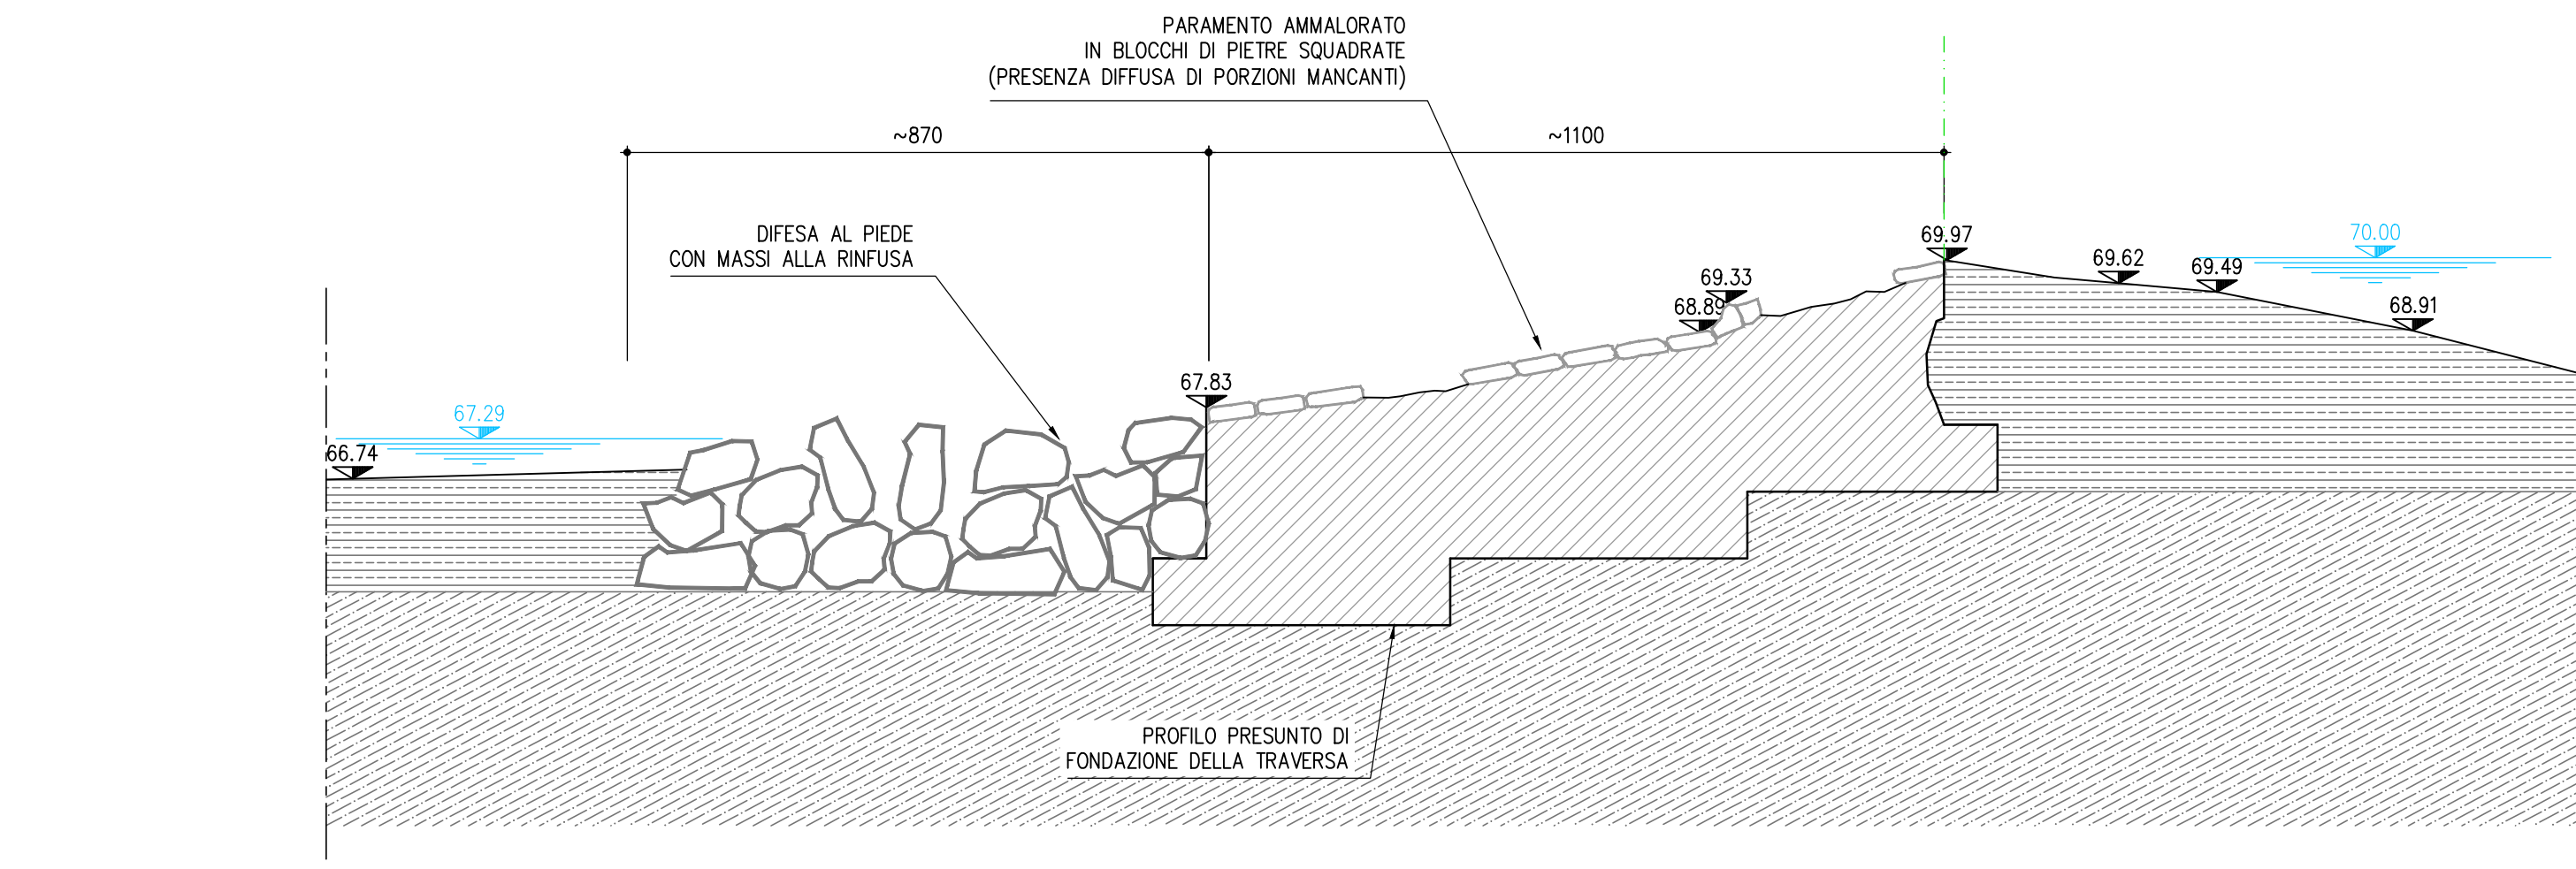 PARAMENTO AMMALORATO
IN BLOCCHI DI PIETRE SQUADRATE
(PRESENZA DIFFUSA DI PORZIONI MANCANTI)
~870
~1100
DIFESA AL PIEDE
CON MASSI ALLA RINFUSA
69.97
70.00
69.62
69.49
69.33
68.89
68.91
67.83
67.29
66.74
PROFILO PRESUNTO DI
FONDAZIONE DELLA TRAVERSA